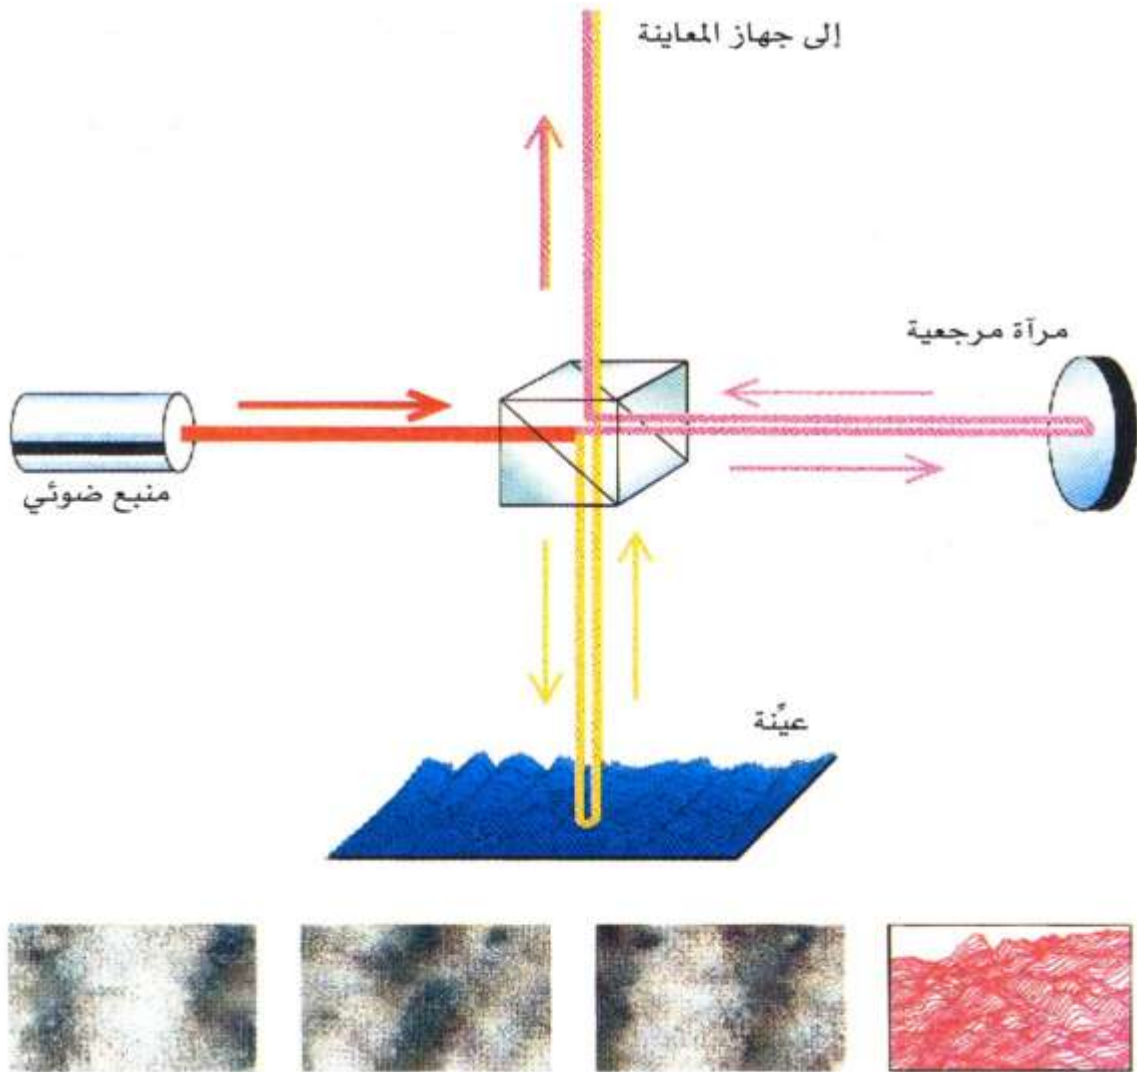 إلى جهاز المعاينة
مرآة مرجعية
منبع ضوئي
عيِّنة